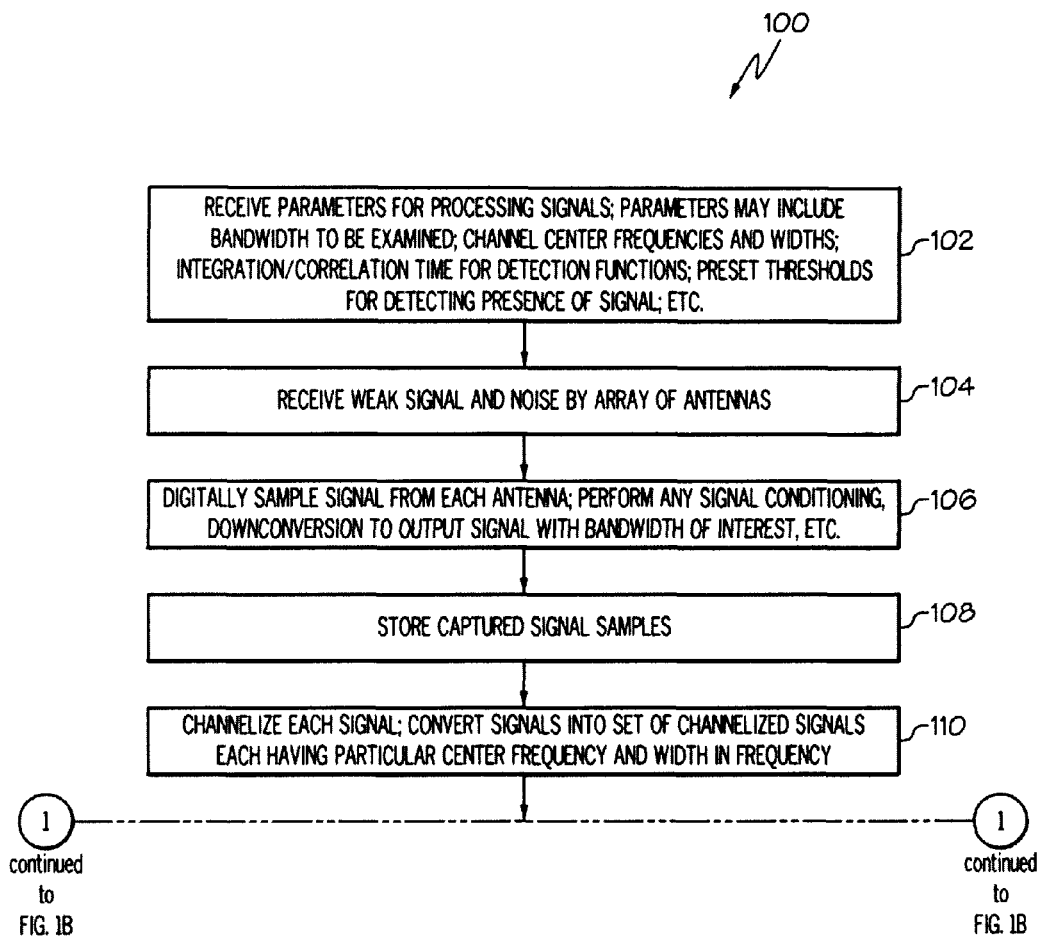 100
RECEIVE PARAMETERS FOR PROCESSING SIGNALS; PARAMETERS MAY INCLUDE
BANDWIDTH TO BE EXAMINED; CHANNEL CENTER FREQUENCIES AND WIDTHS;
INTEGRATION/CORRELATION TIME FOR DETECTION FUNCTIONS; PRESET THRESHOLDS
FOR DETECTING PRESENCE OF SIGNAL; ETC.
102
RECEIVE WEAK SIGNAL AND NOISE BY ARRAY OF ANTENNAS
104
DIGITALLY SAMPLE SIGNAL FROM EACH ANTENNA; PERFORM ANY SIGNAL CONDITIONING,
DOWNCONVERSION TO OUTPUT SIGNAL WITH BANDWIDTH OF INTEREST, ETC.
106
STORE CAPTURED SIGNAL SAMPLES
108
CHANNELIZE EACH SIGNAL; CONVERT SIGNALS INTO SET OF CHANNELIZED SIGNALS
EACH HAVING PARTICULAR CENTER FREQUENCY AND WIDTH IN FREQUENCY
110
1
continued
to
FIG. 1B
1
continued
to
FIG. 1B